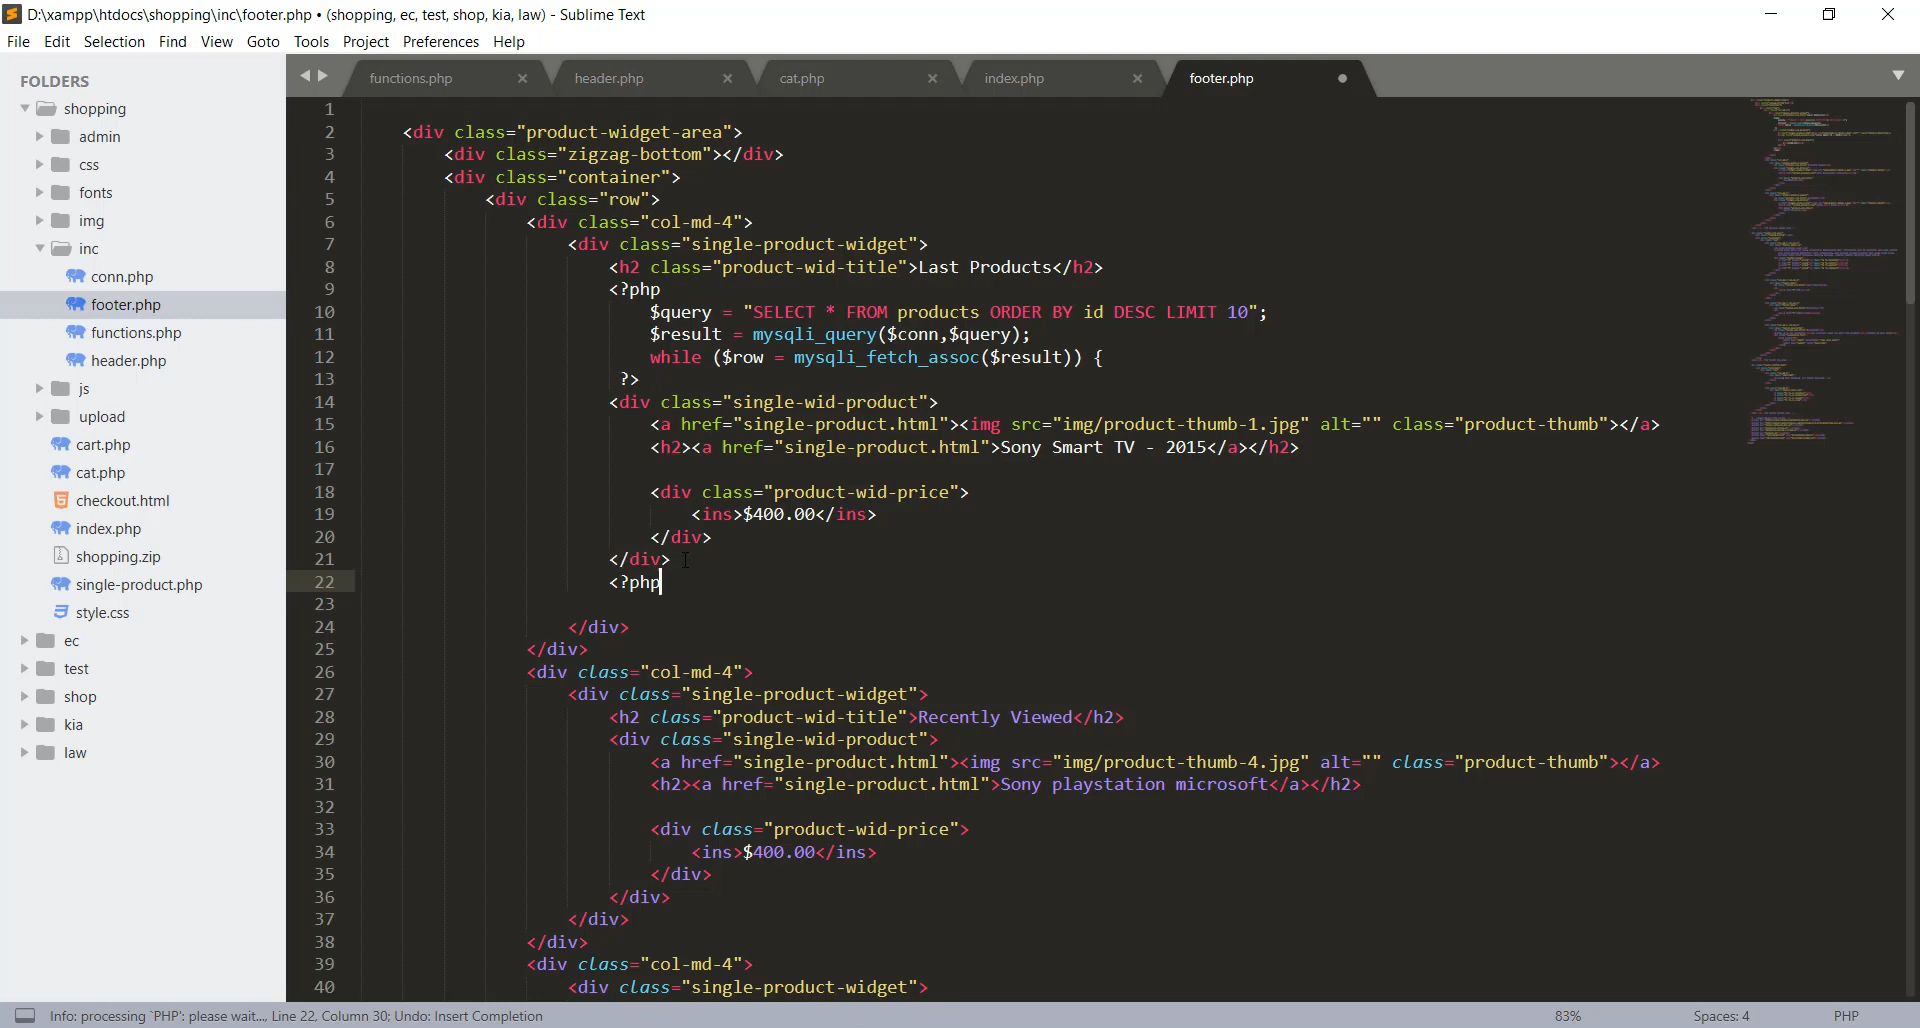 D:\xampp\htdocs\shopping\inc\footer.php • (shopping, ec, test, shop, kia, law) - Sublime Text
File Edit Selection Find View Goto Tools Project Preferences Help
FOLDERS
shopping
admin
css
fonts
img
inc
conn.php
footer.php
functions.php
header.php
js
upload
cart.php
cat.php
checkout.html
index.php
shopping.zip
single-product.php
style.css
ec
test
shop
kia
law
functions.php header.php cat.php index.php footer.php
1
2 <div class="product-widget-area">
3 <div class="zigzag-bottom"></div>
4 <div class="container">
5 <div class="row">
6 <div class="col-md-4">
7 <div class="single-product-widget">
8 <h2 class="product-wid-title">Last Products</h2>
9 <?php
10 $query = "SELECT * FROM products ORDER BY id DESC LIMIT 10";
11 $result = mysqli_query($conn,$query);
12 while ($row = mysqli_fetch_assoc($result)) {
13 ?>
14 <div class="single-wid-product">
15 <a href="single-product.html"><img src="img/product-thumb-1.jpg" alt="" class="product-thumb"></a>
16 <h2><a href="single-product.html">Sony Smart TV - 2015</a></h2>
17
18 <div class="product-wid-price">
19 <ins>$400.00</ins>
20 </div>
21 </div>
22 <?php
23
24 </div>
25 </div>
26 <div class="col-md-4">
27 <div class="single-product-widget">
28 <h2 class="product-wid-title">Recently Viewed</h2>
29 <div class="single-wid-product">
30 <a href="single-product.html"><img src="img/product-thumb-4.jpg" alt="" class="product-thumb"></a>
31 <h2><a href="single-product.html">Sony playstation microsoft</a></h2>
32
33 <div class="product-wid-price">
34 <ins>$400.00</ins>
35 </div>
36 </div>
37 </div>
38 </div>
39 <div class="col-md-4">
40 <div class="single-product-widget">
Info: processing `PHP`: please wait..., Line 22, Column 30; Undo: Insert Completion 83% Spaces: 4 PHP